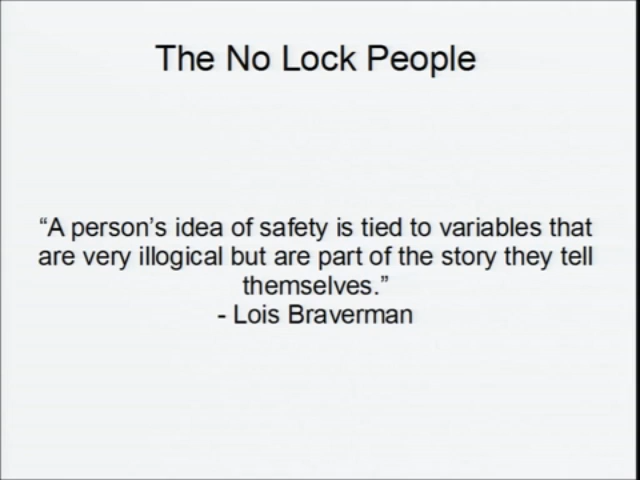 The No Lock People
“A person’s idea of safety is tied to variables that
are very illogical but are part of the story they tell
themselves.”
- Lois Braverman